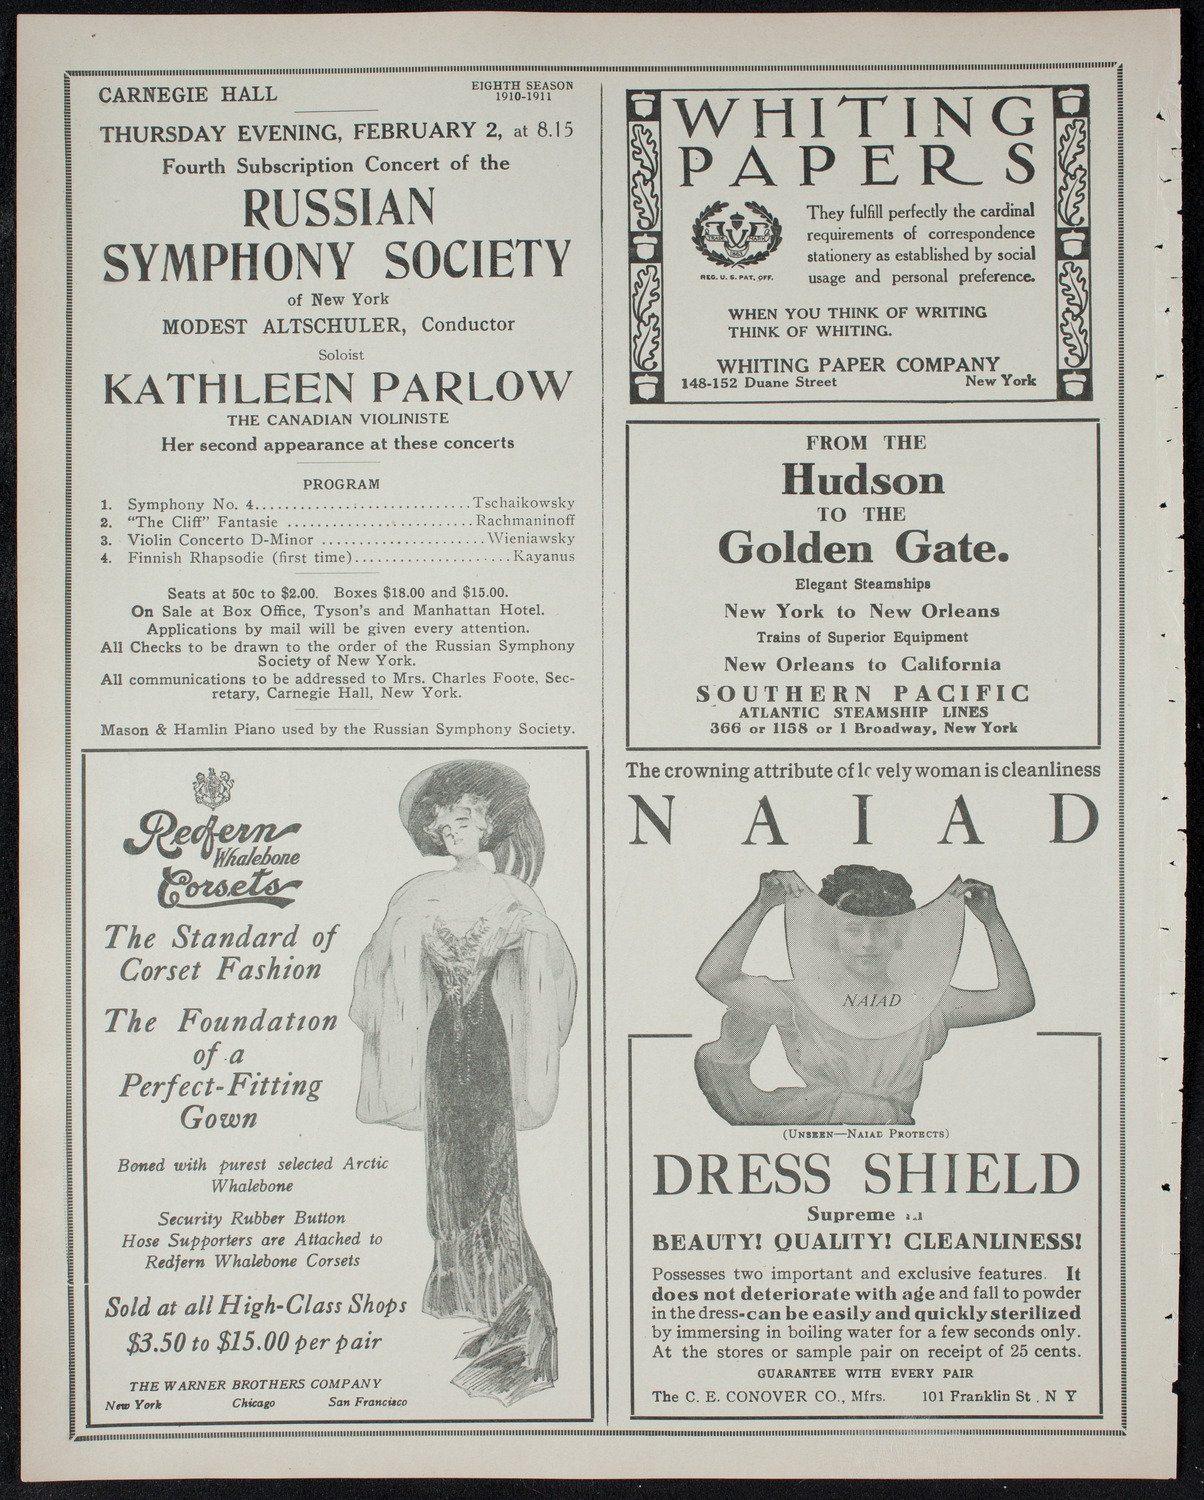 CARNEGIE HALL
EIGHTH SEASON
1910-1911
THURSDAY EVENING, FEBRUARY 2, at 8.15
Fourth Subscription Concert of the
RUSSIAN
SYMPHONY SOCIETY
of New York
MODEST ALTSCHULER, Conductor
Soloist
KATHLEEN PARLOW
THE CANADIAN VIOLINISTE
Her second appearance at these concerts
PROGRAM
1. Symphony No. 4............................Tschaikowsky
2. "The Cliff" Fantasie ........................Rachmaninoff
3. Violin Concerto D-Minor .....................Wieniawsky
4. Finnish Rhapsodie (first time)....................Kayanus
Seats at 50c to $2.00. Boxes $18.00 and $15.00.
On Sale at Box Office, Tyson's and Manhattan Hotel.
Applications by mail will be given every attention.
All Checks to be drawn to the order of the Russian Symphony
Society of New York.
All communications to be addressed to Mrs. Charles Foote, Sec-
retary, Carnegie Hall, New York.
Mason & Hamlin Piano used by the Russian Symphony Society.
Redfern
Whalebone
Corsets
The Standard of
Corset Fashion
The Foundation
of a
Perfect-Fitting
Gown
Boned with purest selected Arctic
Whalebone
Security Rubber Button
Hose Supporters are Attached to
Redfern Whalebone Corsets
Sold at all High-Class Shops
$3.50 to $15.00 per pair
THE WARNER BROTHERS COMPANY
New York Chicago San Francisco
WHITING
PAPERS
TRADE MARK
1865
REG. U. S. PAT. OFF.
They fulfill perfectly the cardinal
requirements of correspondence
stationery as established by social
usage and personal preference.
WHEN YOU THINK OF WRITING
THINK OF WHITING.
WHITING PAPER COMPANY
148-152 Duane Street New York
FROM THE
Hudson
TO THE
Golden Gate.
Elegant Steamships
New York to New Orleans
Trains of Superior Equipment
New Orleans to California
SOUTHERN PACIFIC
ATLANTIC STEAMSHIP LINES
366 or 1158 or 1 Broadway, New York
The crowning attribute of lovely woman is cleanliness
NAIAD
NAIAD
(UNSEEN—NAIAD PROTECTS)
DRESS SHIELD
Supreme in
BEAUTY! QUALITY! CLEANLINESS!
Possesses two important and exclusive features. It
does not deteriorate with age and fall to powder
in the dress-can be easily and quickly sterilized
by immersing in boiling water for a few seconds only.
At the stores or sample pair on receipt of 25 cents.
GUARANTEE WITH EVERY PAIR
The C. E. CONOVER CO., Mfrs. 101 Franklin St., N Y